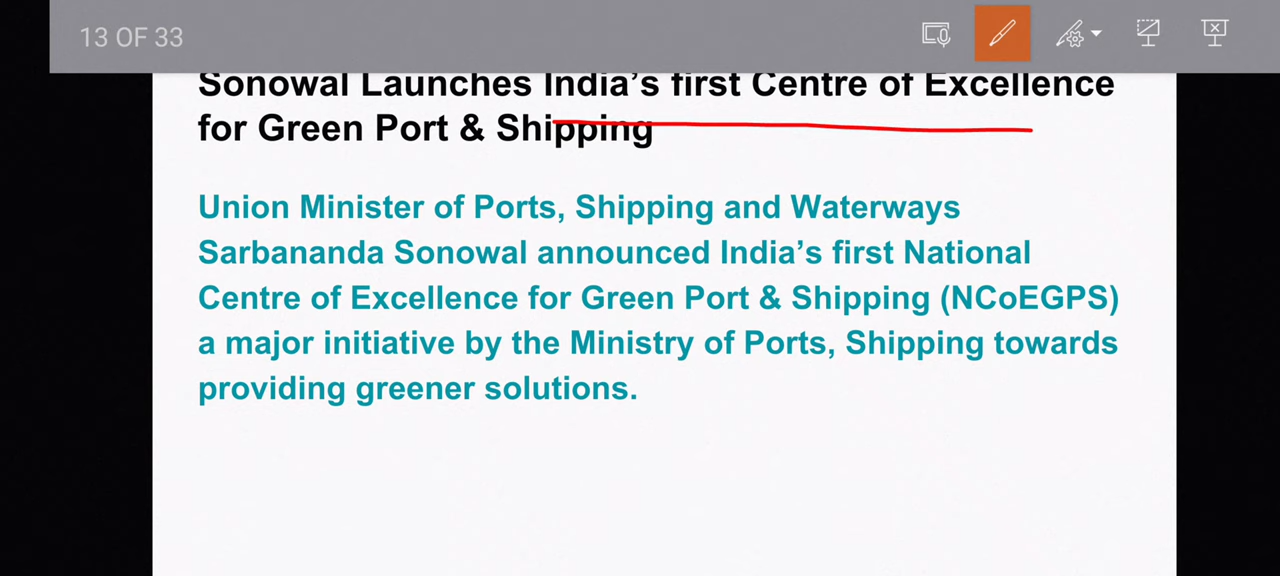 13 OF 33
Sonowal Launches India's first Centre of Excellence
for Green Port & Shipping
Union Minister of Ports, Shipping and Waterways
Sarbananda Sonowal announced India's first National
Centre of Excellence for Green Port & Shipping (NCoEGPS)
a major initiative by the Ministry of Ports, Shipping towards
providing greener solutions.